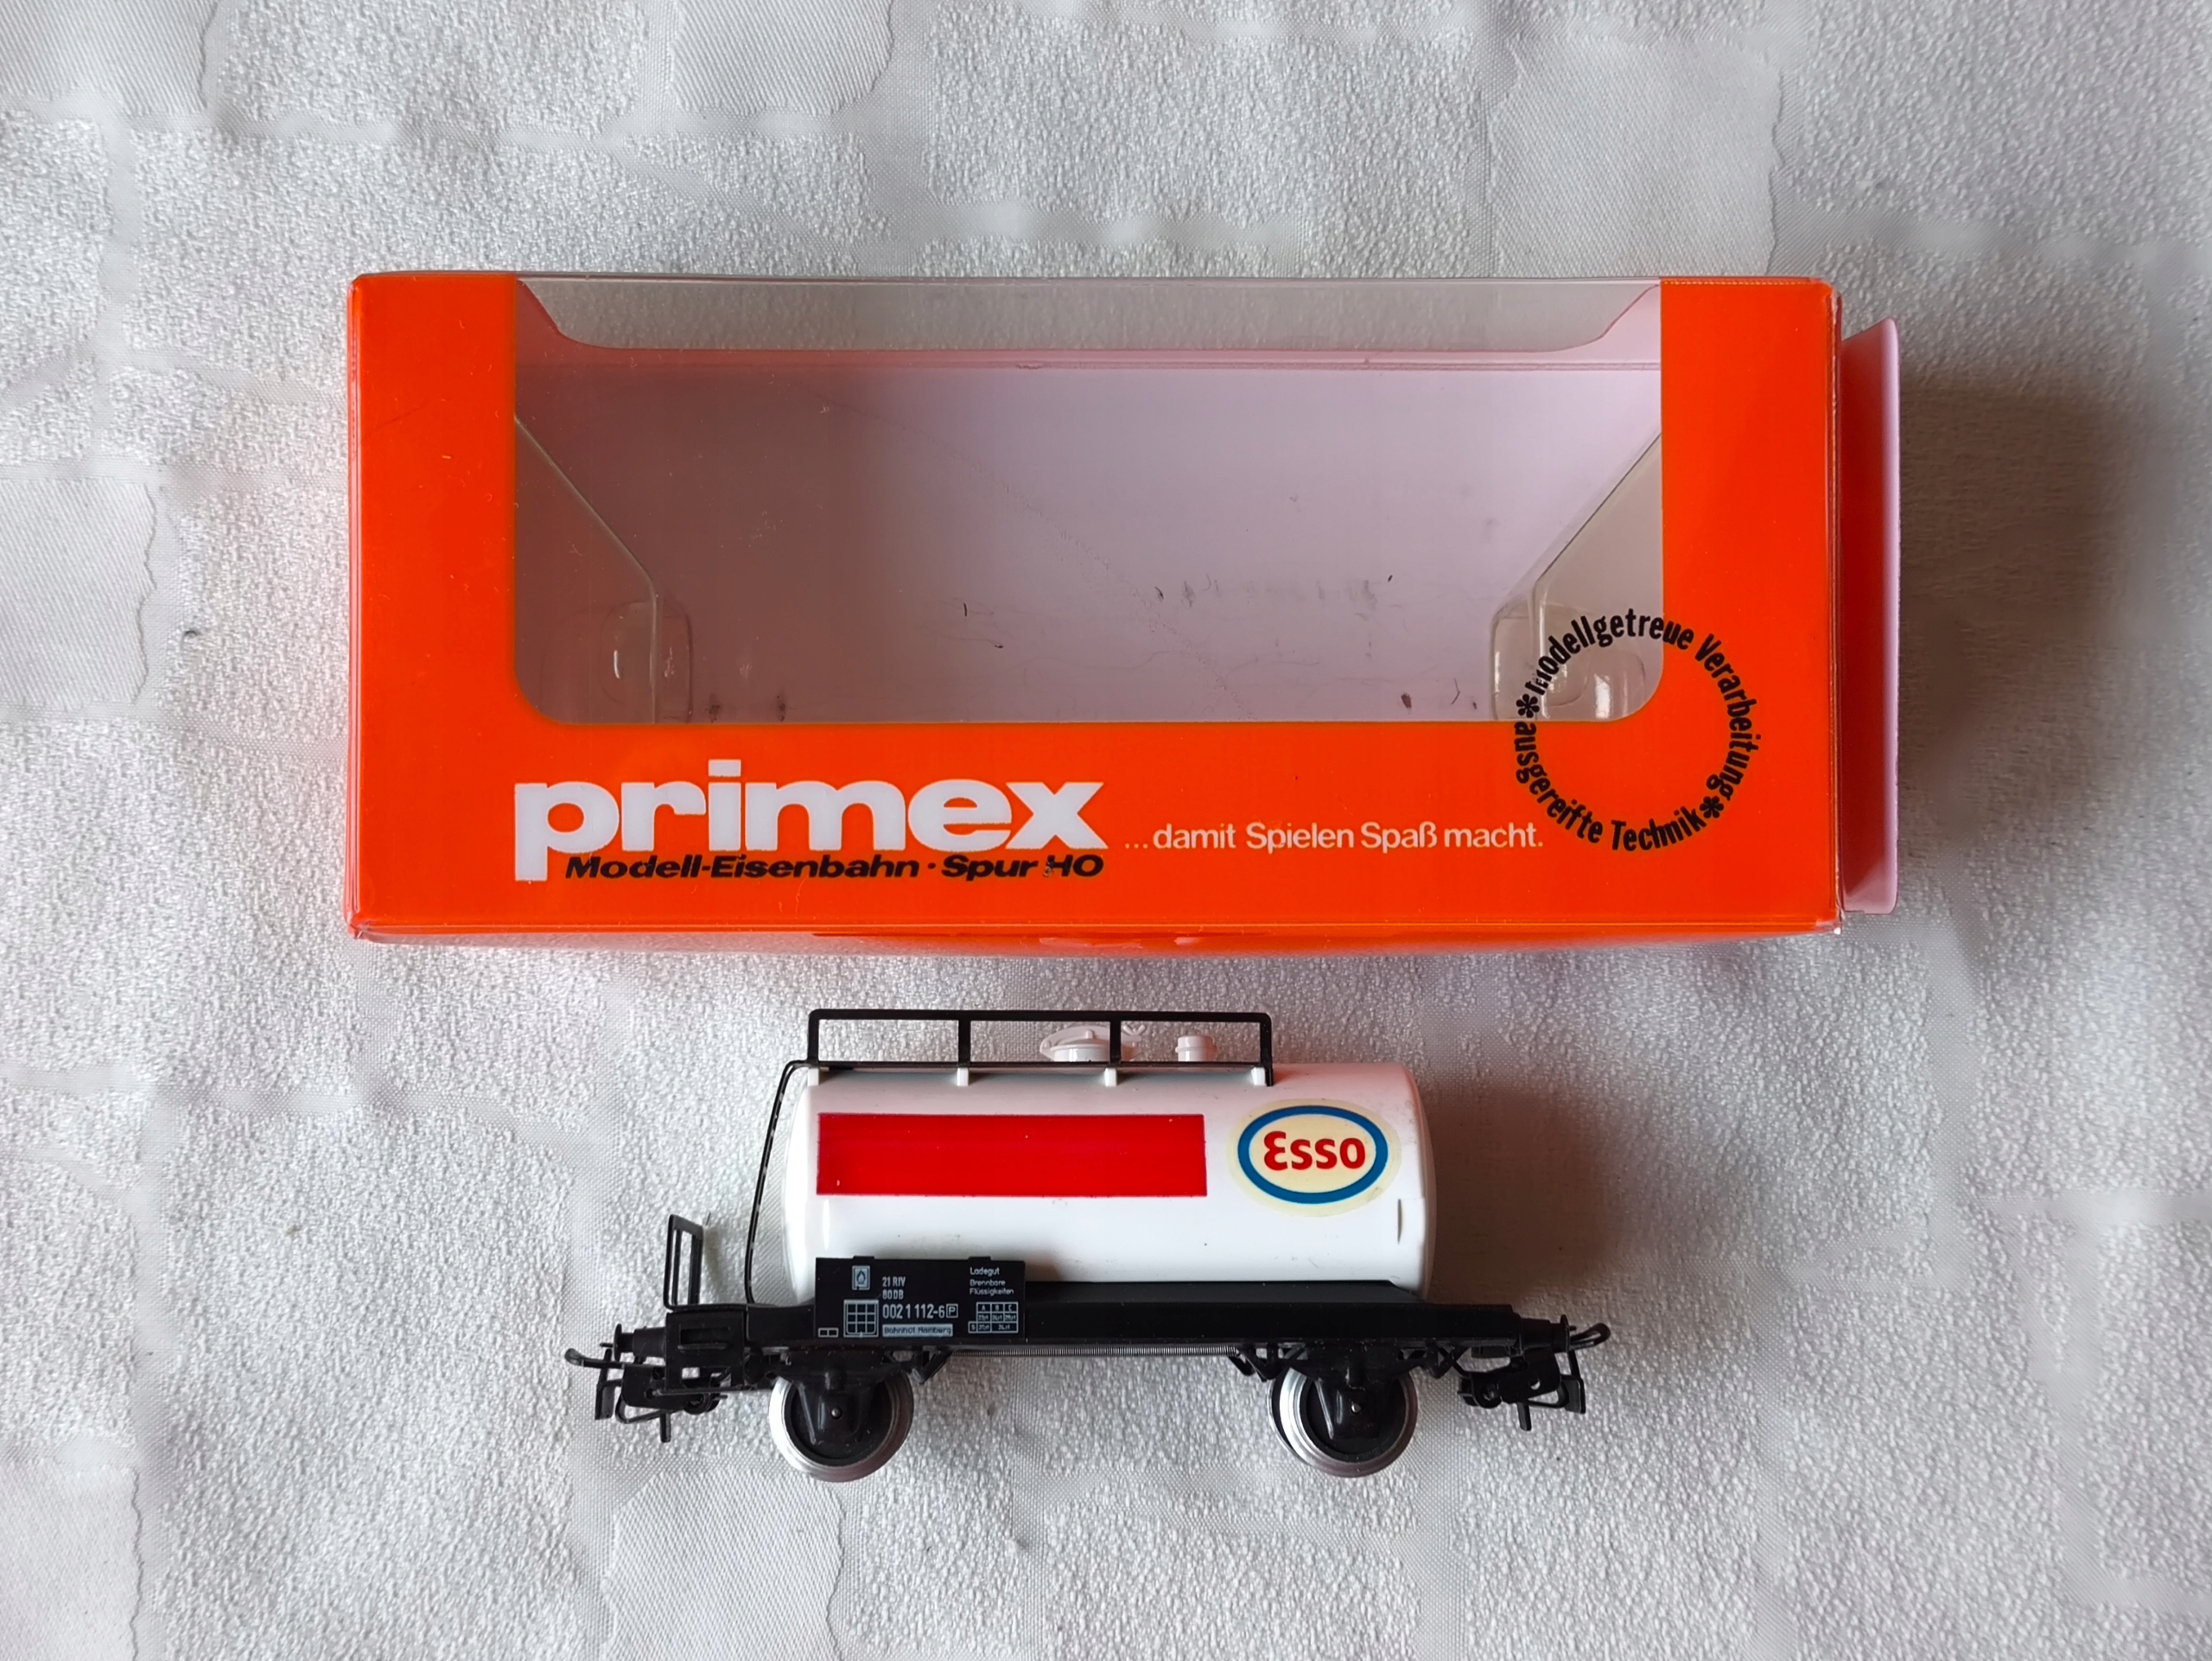 modellgetreue Verarbeitung * ausgereifte Technik *
primex
...damit Spielen Spaß macht.
Modell-Eisenbahn · Spur HO
Esso
21 RIV
80 DB
002 1 112-6 P
Ladegut
Brennbare
Flüssigkeiten
A B C